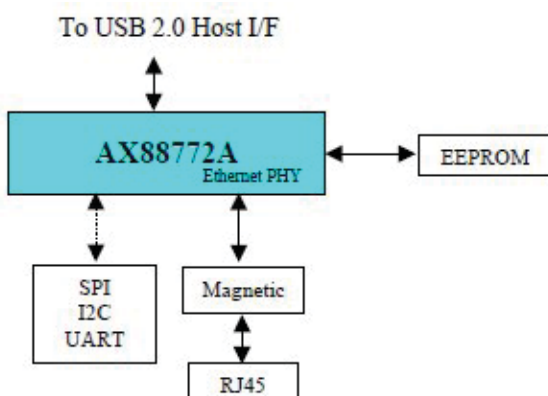 To USB 2.0 Host I/F
AX88772A
Ethernet PHY
EEPROM
SPI
I2C
UART
Magnetic
RJ45